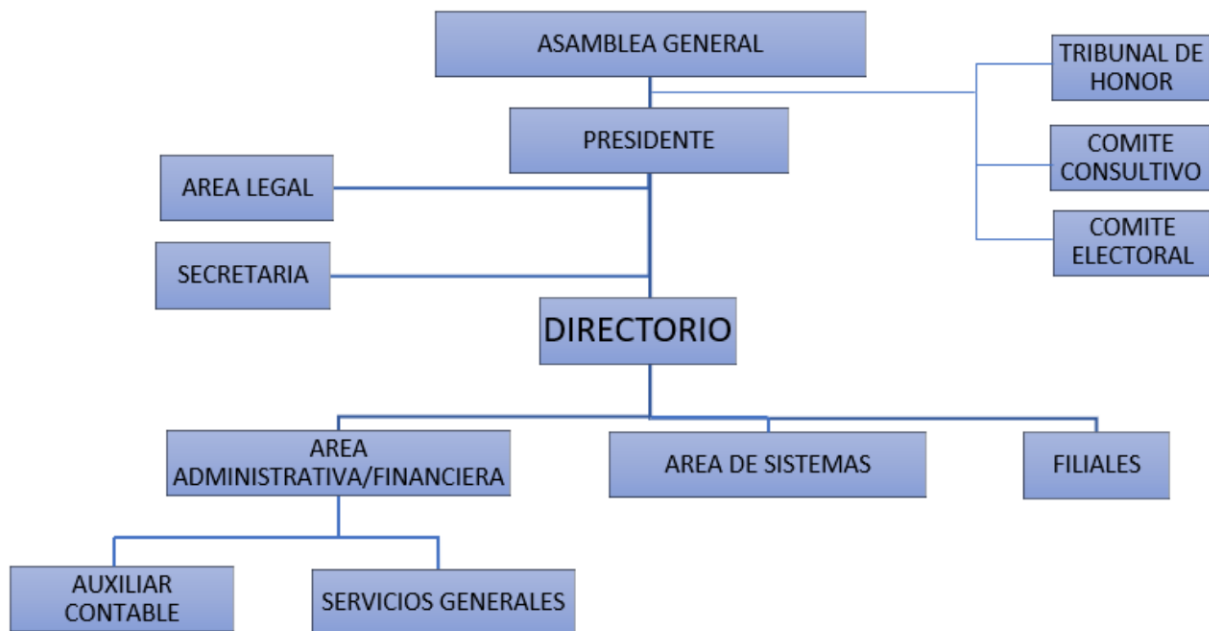 ASAMBLEA GENERAL
TRIBUNAL DE
HONOR
PRESIDENTE
COMITE
CONSULTIVO
AREA LEGAL
COMITE
ELECTORAL
SECRETARIA
DIRECTORIO
AREA
ADMINISTRATIVA/FINANCIERA
AREA DE SISTEMAS
FILIALES
AUXILIAR
CONTABLE
SERVICIOS GENERALES